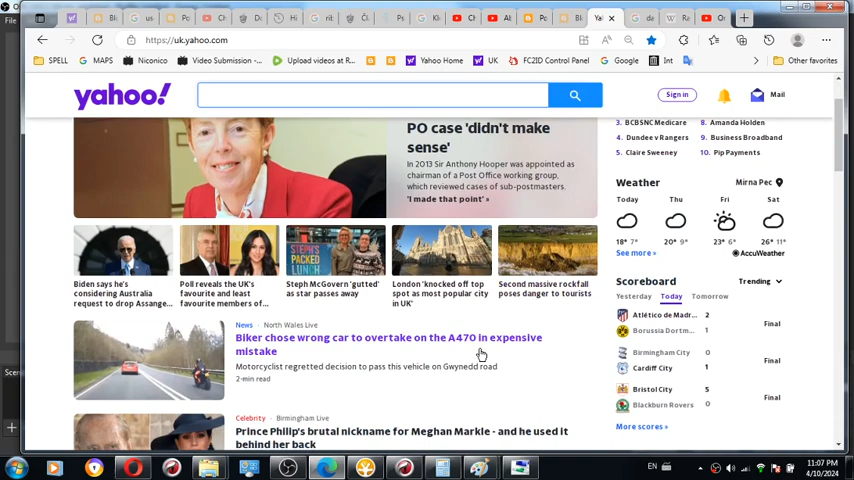 https://uk.yahoo.com
SPELL
MAPS
Niconico
Video Submission -...
Upload videos at R...
Yahoo Home
UK
FC2ID Control Panel
Google
Int
Other favorites
yahoo!
Sign in
Mail
PO case 'didn't make
sense'
In 2013 Sir Anthony Hooper was appointed as
chairman of a Post Office working group,
which reviewed cases of sub-postmasters.
'I made that point' »
3. BCBSNC Medicare
8. Amanda Holden
4. Dundee v Rangers
9. Business Broadband
5. Claire Sweeney
10. Pip Payments
Weather
Mirna Pec
Today
Thu
Fri
Sat
18° 7°
20° 9°
23° 6°
26° 11°
See more »
AccuWeather
STEPH'S
PACKED
LUNCH
Biden says he's
considering Australia
request to drop Assange...
Poll reveals the UK's
favourite and least
favourite members of...
Steph McGovern 'gutted'
as star passes away
London 'knocked off top
spot as most popular city
in UK'
Second massive rockfall
poses danger to tourists
Scoreboard
Trending
Yesterday
Today
Tomorrow
Atlético de Madr...
2
Borussia Dortm...
1
Final
Birmingham City
0
Cardiff City
1
Final
Bristol City
5
Blackburn Rovers
0
Final
More scores »
News
North Wales Live
Biker chose wrong car to overtake on the A470 in expensive
mistake
Motorcyclist regretted decision to pass this vehicle on Gwynedd road
2-min read
Celebrity
Birmingham Live
Prince Philip's brutal nickname for Meghan Markle - and he used it
behind her back
EN
11:07 PM
4/10/2024